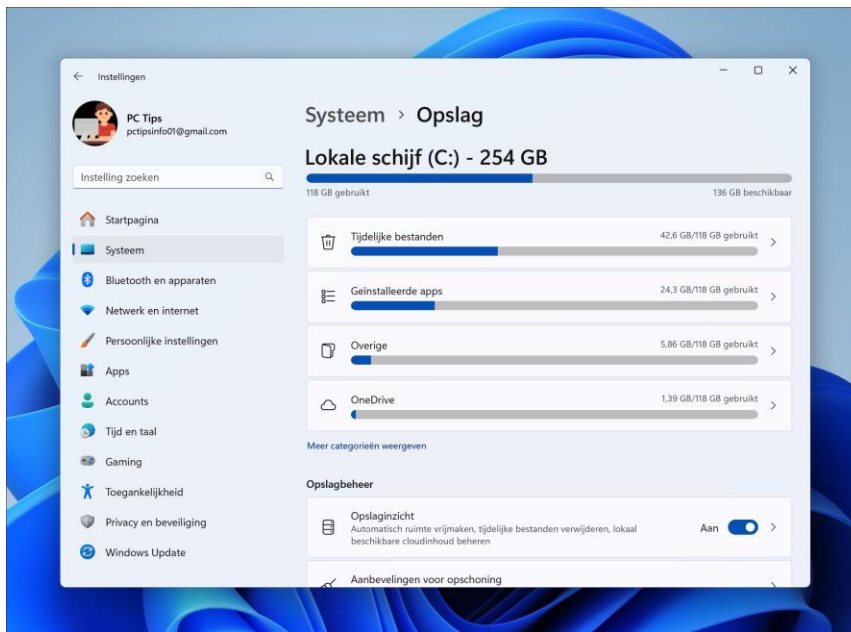 Instellingen
PC Tips
pctipsinfo01@gmail.com
Instelling zoeken
Startpagina
Systeem
Bluetooth en apparaten
Netwerk en internet
Persoonlijke instellingen
Apps
Accounts
Tijd en taal
Gaming
Toegankelijkheid
Privacy en beveiliging
Windows Update
Systeem > Opslag
Lokale schijf (C:) - 254 GB
118 GB gebruikt 136 GB beschikbaar
Tijdelijke bestanden 42,6 GB/118 GB gebruikt
Geïnstalleerde apps 24,3 GB/118 GB gebruikt
Overige 5,86 GB/118 GB gebruikt
OneDrive 1,39 GB/118 GB gebruikt
Meer categorieën weergeven
Opslagbeheer
Opslaginzicht
Automatisch ruimte vrijmaken, tijdelijke bestanden verwijderen, lokaal
beschikbare cloudinhoud beheren
Aan
Aanbevelingen voor opschoning